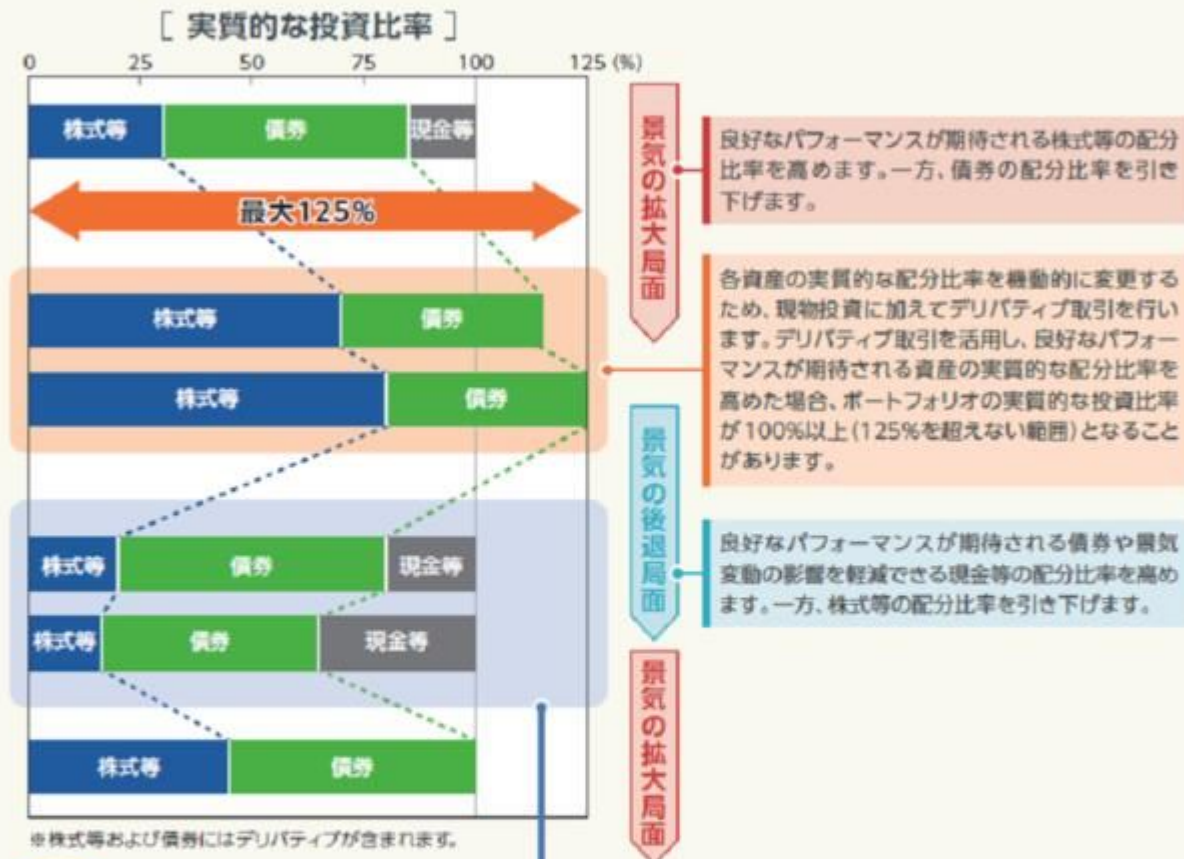 [ 実質的な投資比率 ]
0 25 50 75 100 125 (%)
株式等 債券 現金等
最大125%
株式等 債券
株式等 債券
株式等 債券 現金等
株式等 債券 現金等
株式等 債券
※株式等および債券にはデリバティブが含まれます。
景気の拡大局面
良好なパフォーマンスが期待される株式等の配分
比率を高めます。一方、債券の配分比率を引き
下げます。
各資産の実質的な配分比率を機動的に変更する
ため、現物投資に加えてデリバティブ取引を行い
ます。デリバティブ取引を活用し、良好なパフォー
マンスが期待される資産の実質的な配分比率を
高めた場合、ポートフォリオの実質的な投資比率
が100%以上(125%を超えない範囲)となること
があります。
景気の後退局面
良好なパフォーマンスが期待される債券や景気
変動の影響を軽減できる現金等の配分比率を高め
ます。一方、株式等の配分比率を引き下げます。
景気の拡大局面